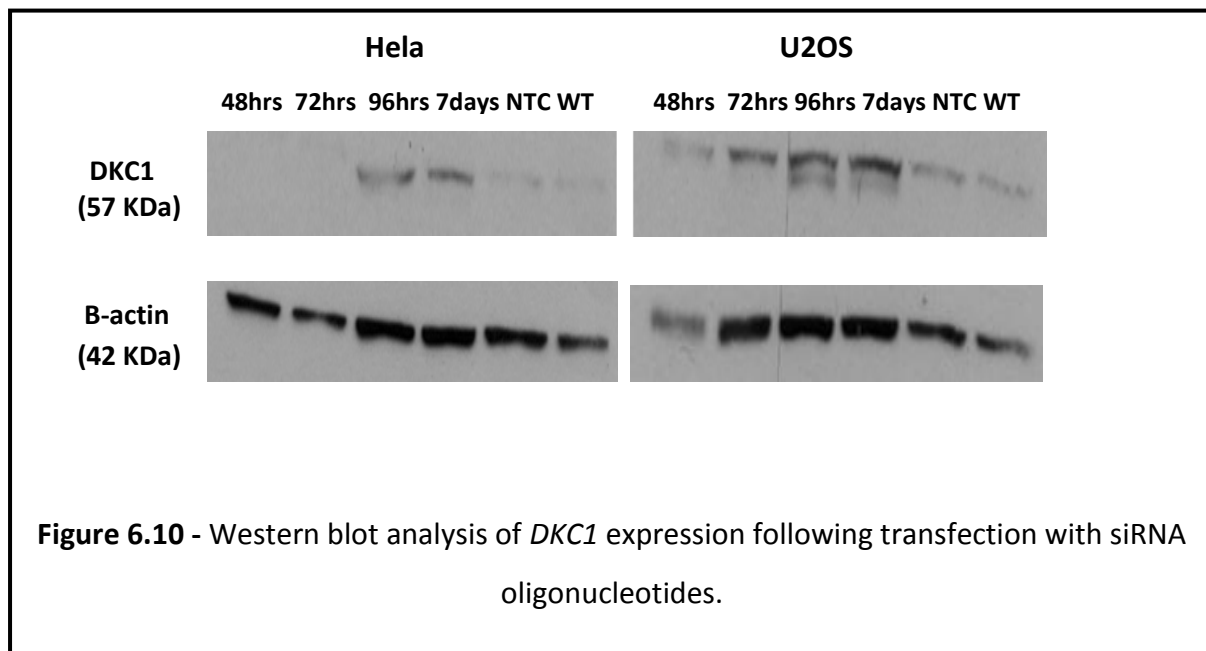 Hela
U2OS
48hrs 72hrs 96hrs 7days NTC WT
48hrs 72hrs 96hrs 7days NTC WT
DKC1
(57 KDa)
B-actin
(42 KDa)
Figure 6.10 - Western blot analysis of DKC1 expression following transfection with siRNA
oligonucleotides.